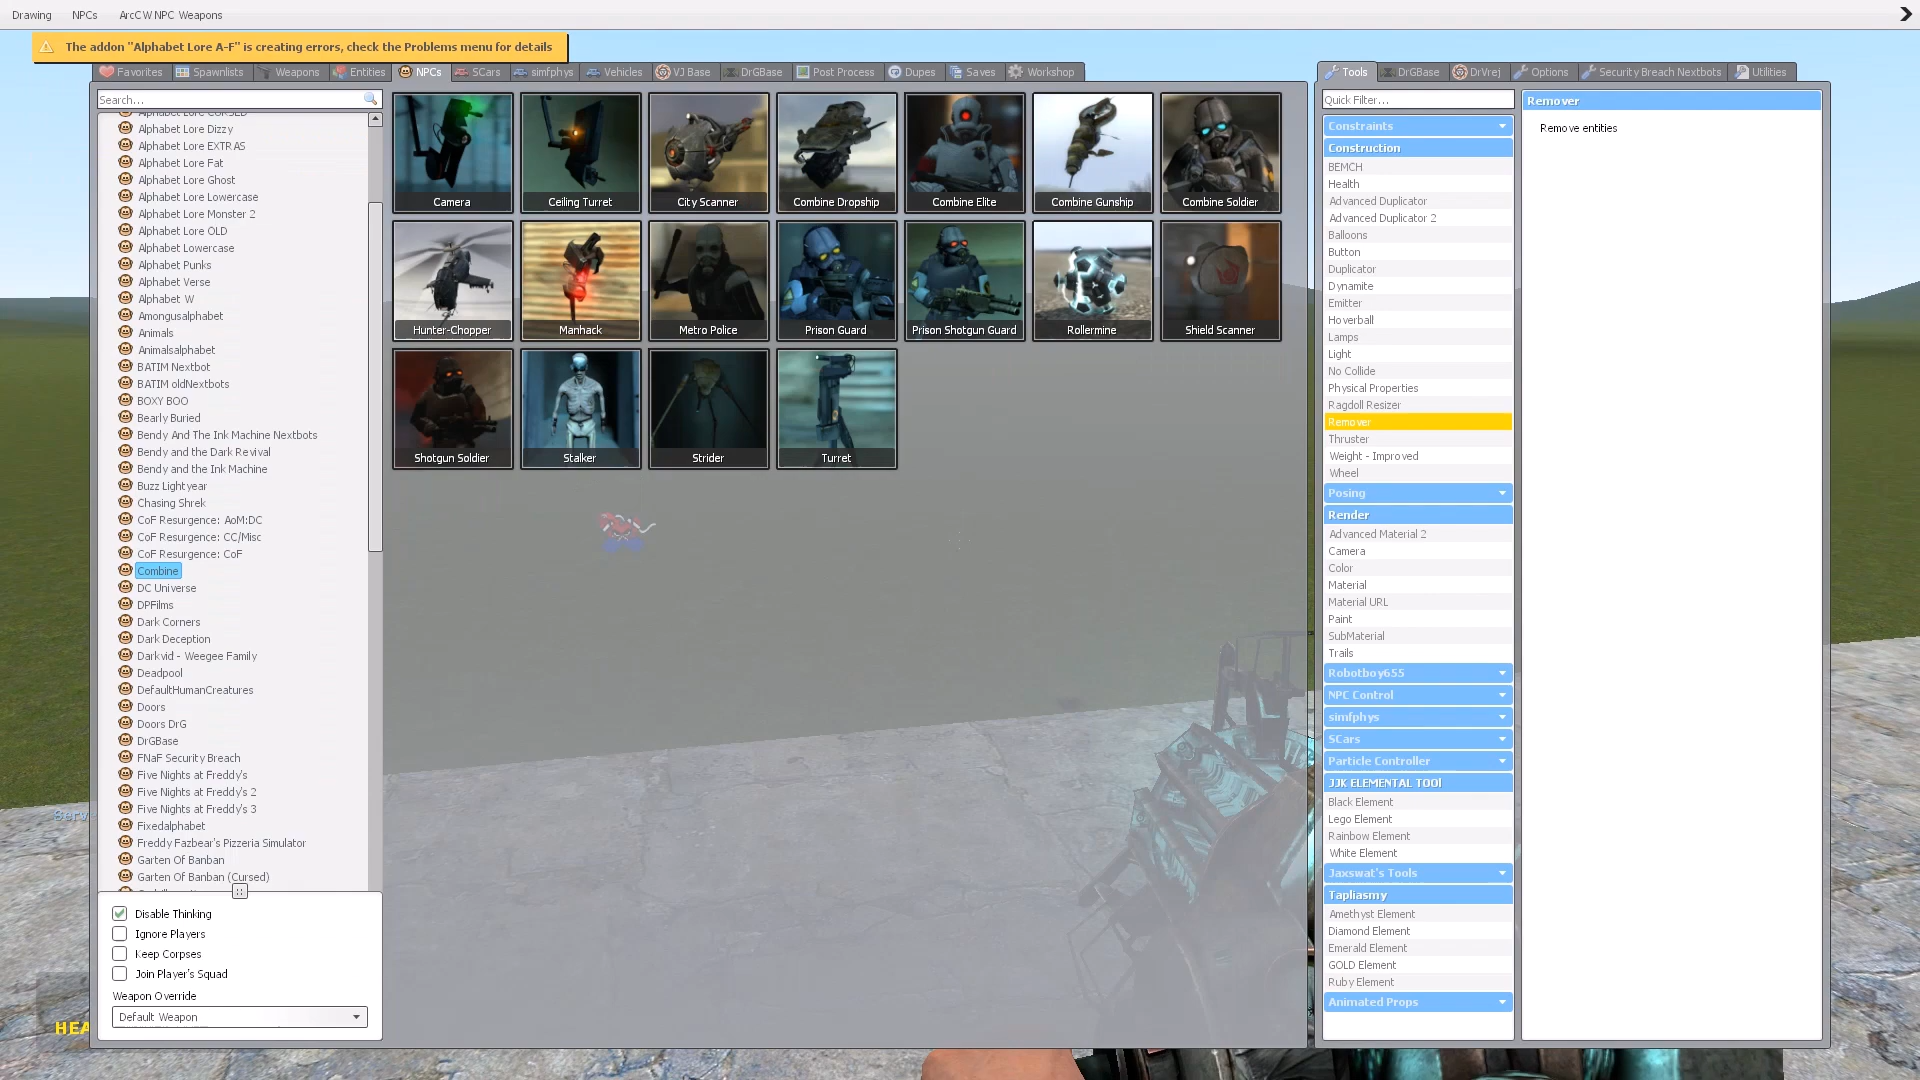 Drawing NPCs ArcCW NPC Weapons
The addon "Alphabet Lore A-F" is creating errors, check the Problems menu for details
Favorites Spawnlists Weapons Entities NPCs SCars simfphys Vehicles VJ Base DrGBase Post Process Dupes Saves Workshop
Search...
Alphabet Lore CURSED
Alphabet Lore Dizzy
Alphabet Lore EXTRAS
Alphabet Lore Fat
Alphabet Lore Ghost
Alphabet Lore Lowercase
Alphabet Lore Monster 2
Alphabet Lore OLD
Alphabet Lowercase
Alphabet Punks
Alphabet Verse
Alphabet W
Amongusalphabet
Animals
Animalsalphabet
BATIM Nextbot
BATIM oldNextbots
BOXY BOO
Bearly Buried
Bendy And The Ink Machine Nextbots
Bendy and the Dark Revival
Bendy and the Ink Machine
Buzz Lightyear
Chasing Shrek
CoF Resurgence: AoM:DC
CoF Resurgence: CC/Misc
CoF Resurgence: CoF
Combine
DC Universe
DPFilms
Dark Corners
Dark Deception
Darkvid - Weegee Family
Deadpool
DefaultHumanCreatures
Doors
Doors DrG
DrGBase
FNaF Security Breach
Five Nights at Freddy's
Five Nights at Freddy's 2
Five Nights at Freddy's 3
Fixedalphabet
Freddy Fazbear's Pizzeria Simulator
Garten Of Banban
Garten Of Banban (Cursed)
Disable Thinking
Ignore Players
Keep Corpses
Join Player's Squad
Weapon Override
Default Weapon
Camera Ceiling Turret City Scanner Combine Dropship Combine Elite Combine Gunship Combine Soldier
Hunter-Chopper Manhack Metro Police Prison Guard Prison Shotgun Guard Rollermine Shield Scanner
Shotgun Soldier Stalker Strider Turret
Tools DrGBase DrVrej Options Security Breach Nextbots Utilities
Quick Filter...
Constraints
Construction
BEMCH
Health
Advanced Duplicator
Advanced Duplicator 2
Balloons
Button
Duplicator
Dynamite
Emitter
Hoverball
Lamps
Light
No Collide
Physical Properties
Ragdoll Resizer
Remover
Thruster
Weight - Improved
Wheel
Posing
Render
Advanced Material 2
Camera
Color
Material
Material URL
Paint
SubMaterial
Trails
Robotboy655
NPC Control
simfphys
SCars
Particle Controller
JJK ELEMENTAL TOOl
Black Element
Lego Element
Rainbow Element
White Element
Jaxswat's Tools
Tapliasmy
Amethyst Element
Diamond Element
Emerald Element
GOLD Element
Ruby Element
Animated Props
Remover
Remove entities
Serv
HEA